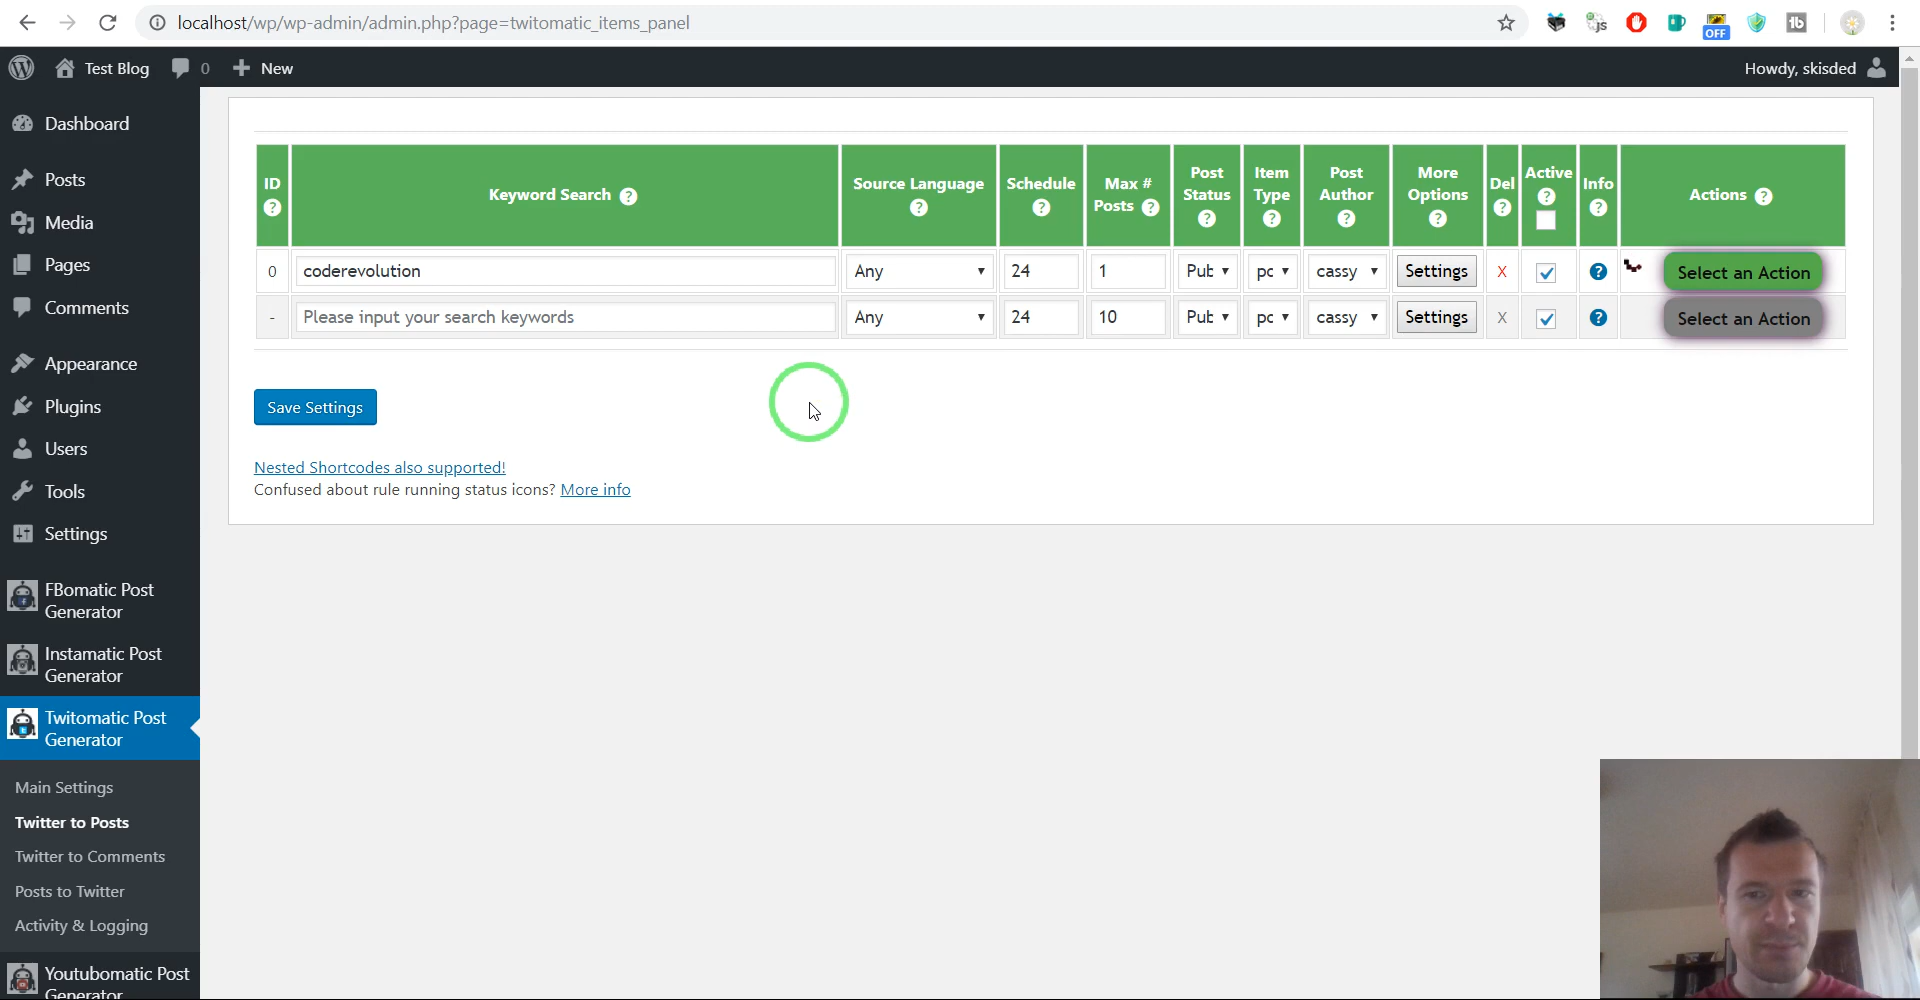 localhost/wp/wp-admin/admin.php?page=twitomatic_items_panel
OFF
js
Test Blog
0
New
Howdy, skisded
Dashboard
Posts
Media
Pages
Comments
Appearance
Plugins
Users
Tools
Settings
FBomatic Post
Generator
Instamatic Post
Generator
Twitomatic Post
Generator
Main Settings
Twitter to Posts
Twitter to Comments
Posts to Twitter
Activity & Logging
Youtubomatic Post
Generator
ID ?
Keyword Search ?
Source Language ?
Schedule ?
Max #
Posts ?
Post
Status ?
Item
Type ?
Post
Author ?
More
Options ?
Del ?
Active ?
Info ?
Actions ?
0 coderevolution Any 24 1 Put pc cassy Settings X ? Select an Action
- Please input your search keywords Any 24 10 Put pc cassy Settings X ? Select an Action
Save Settings
Nested Shortcodes also supported!
Confused about rule running status icons? More info